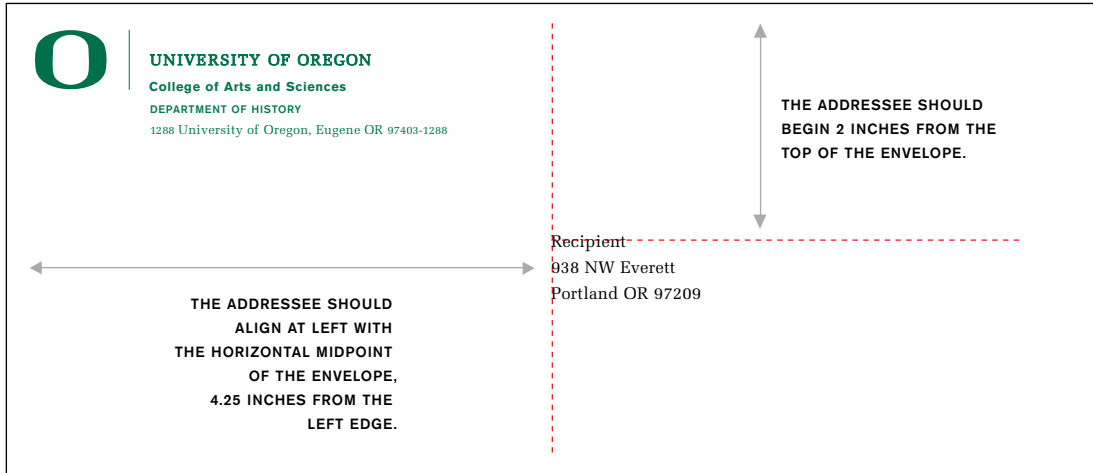 UNIVERSITY OF OREGON
College of Arts and Sciences
DEPARTMENT OF HISTORY
1288 University of Oregon, Eugene OR 97403-1288
THE ADDRESSEE SHOULD
BEGIN 2 INCHES FROM THE
TOP OF THE ENVELOPE.
Recipient
938 NW Everett
Portland OR 97209
THE ADDRESSEE SHOULD
ALIGN AT LEFT WITH
THE HORIZONTAL MIDPOINT
OF THE ENVELOPE,
4.25 INCHES FROM THE
LEFT EDGE.